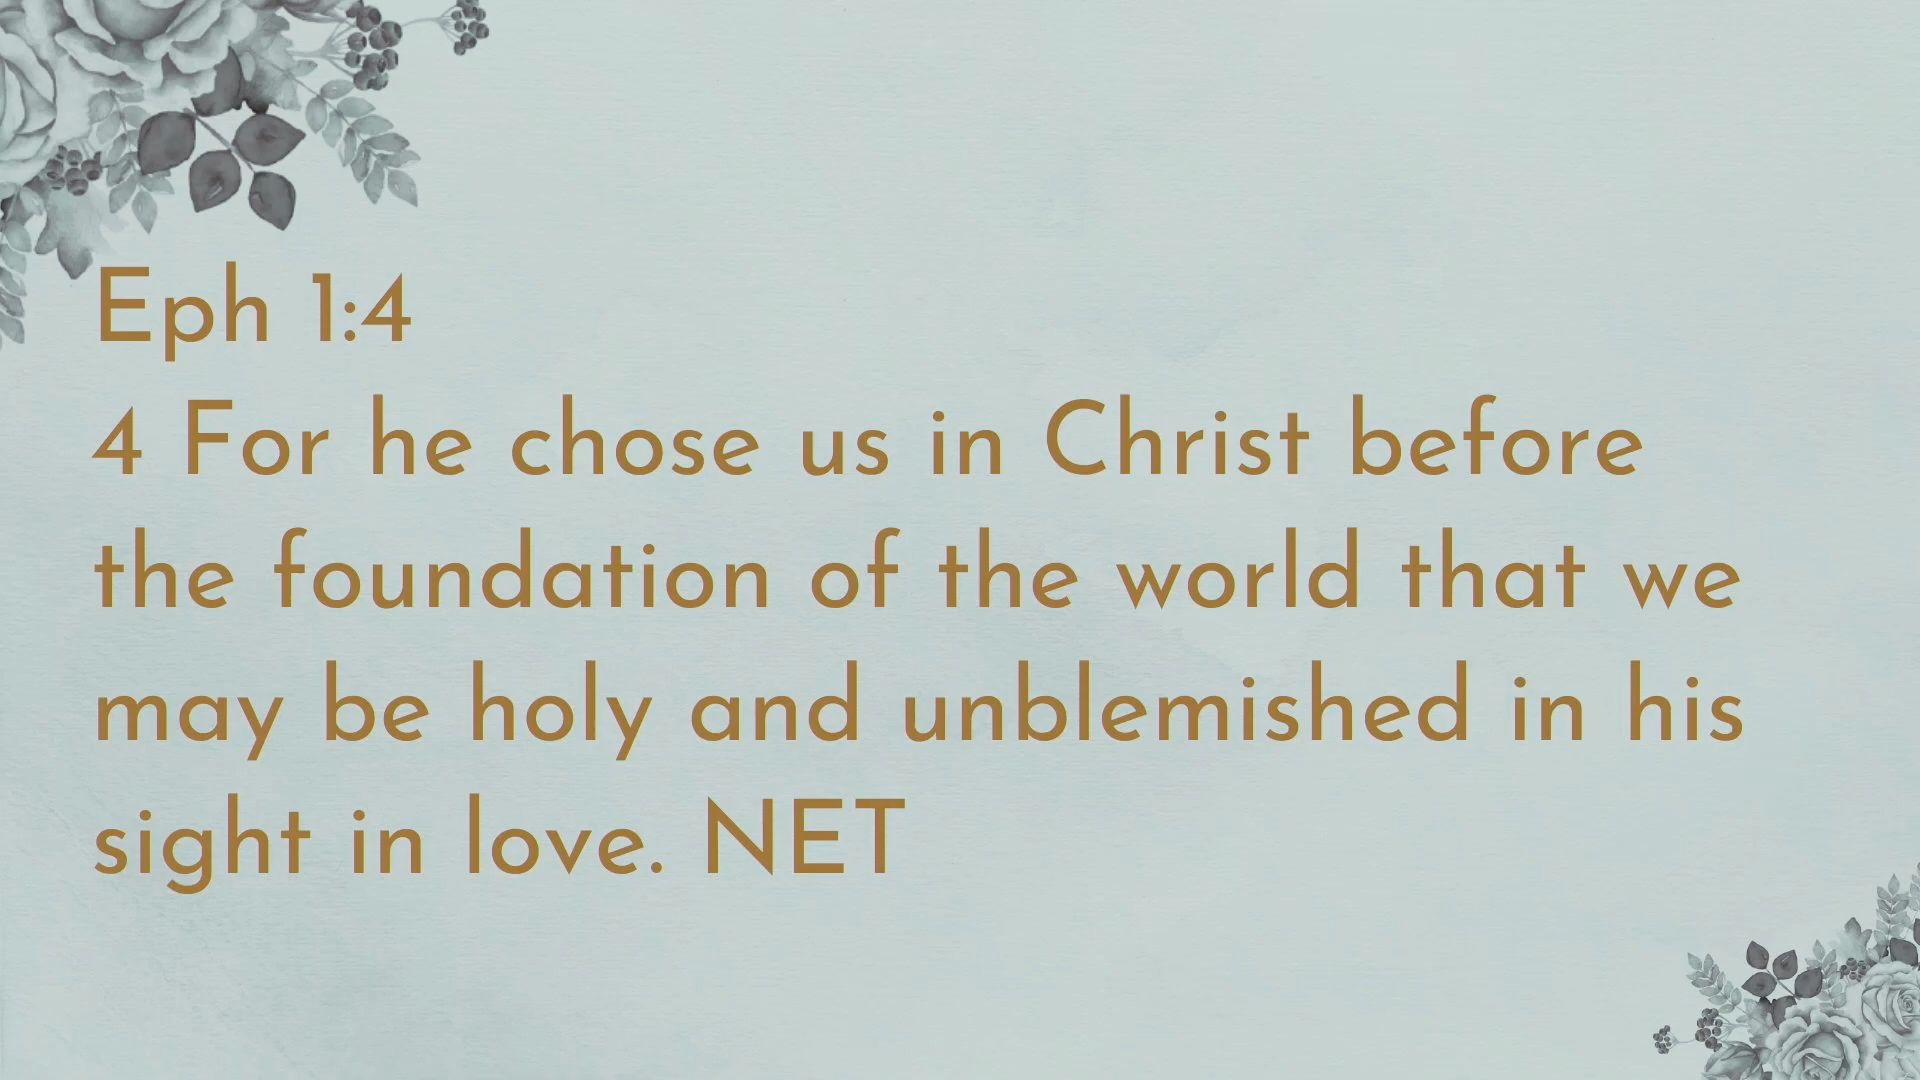 Eph 1:4
4 For he chose us in Christ before
the foundation of the world that we
may be holy and unblemished in his
sight in love. NET